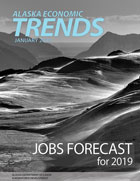 ALASKA ECONOMIC
TRENDS
JANUARY
JOBS FORECAST
for 2019